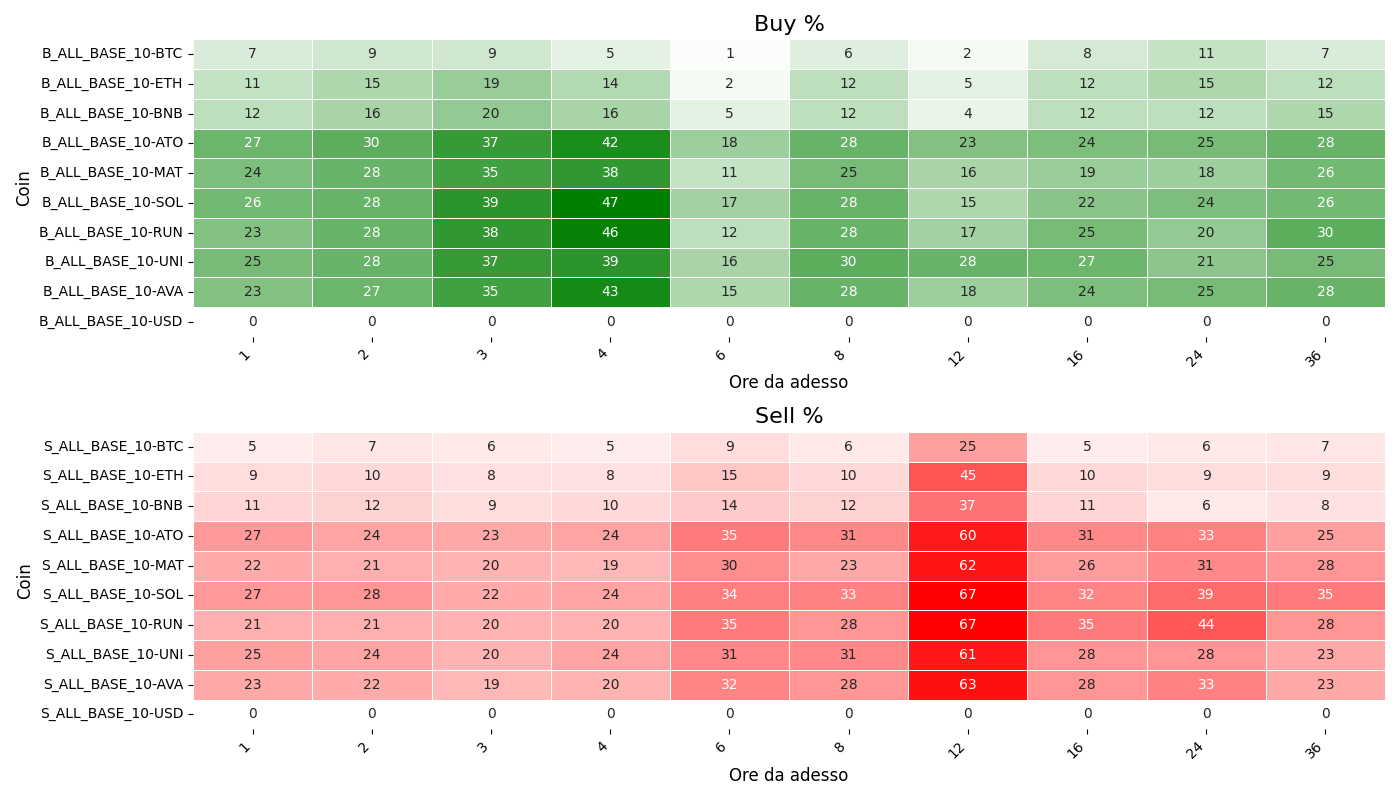 Buy %
Coin
B_ALL_BASE_10-BTC 7 9 9 5 1 6 2 8 11 7
B_ALL_BASE_10-ETH 11 15 19 14 2 12 5 12 15 12
B_ALL_BASE_10-BNB 12 16 20 16 5 12 4 12 12 15
B_ALL_BASE_10-ATO 27 30 37 42 18 28 23 24 25 28
B_ALL_BASE_10-MAT 24 28 35 38 11 25 16 19 18 26
B_ALL_BASE_10-SOL 26 28 39 47 17 28 15 22 24 26
B_ALL_BASE_10-RUN 23 28 38 46 12 28 17 25 20 30
B_ALL_BASE_10-UNI 25 28 37 39 16 30 28 27 21 25
B_ALL_BASE_10-AVA 23 27 35 43 15 28 18 24 25 28
B_ALL_BASE_10-USD 0 0 0 0 0 0 0 0 0 0
1 2 3 4 6 8 12 16 24 36
Ore da adesso
Sell %
Coin
S_ALL_BASE_10-BTC 5 7 6 5 9 6 25 5 6 7
S_ALL_BASE_10-ETH 9 10 8 8 15 10 45 10 9 9
S_ALL_BASE_10-BNB 11 12 9 10 14 12 37 11 6 8
S_ALL_BASE_10-ATO 27 24 23 24 35 31 60 31 33 25
S_ALL_BASE_10-MAT 22 21 20 19 30 23 62 26 31 28
S_ALL_BASE_10-SOL 27 28 22 24 34 33 67 32 39 35
S_ALL_BASE_10-RUN 21 21 20 20 35 28 67 35 44 28
S_ALL_BASE_10-UNI 25 24 20 24 31 31 61 28 28 23
S_ALL_BASE_10-AVA 23 22 19 20 32 28 63 28 33 23
S_ALL_BASE_10-USD 0 0 0 0 0 0 0 0 0 0
1 2 3 4 6 8 12 16 24 36
Ore da adesso